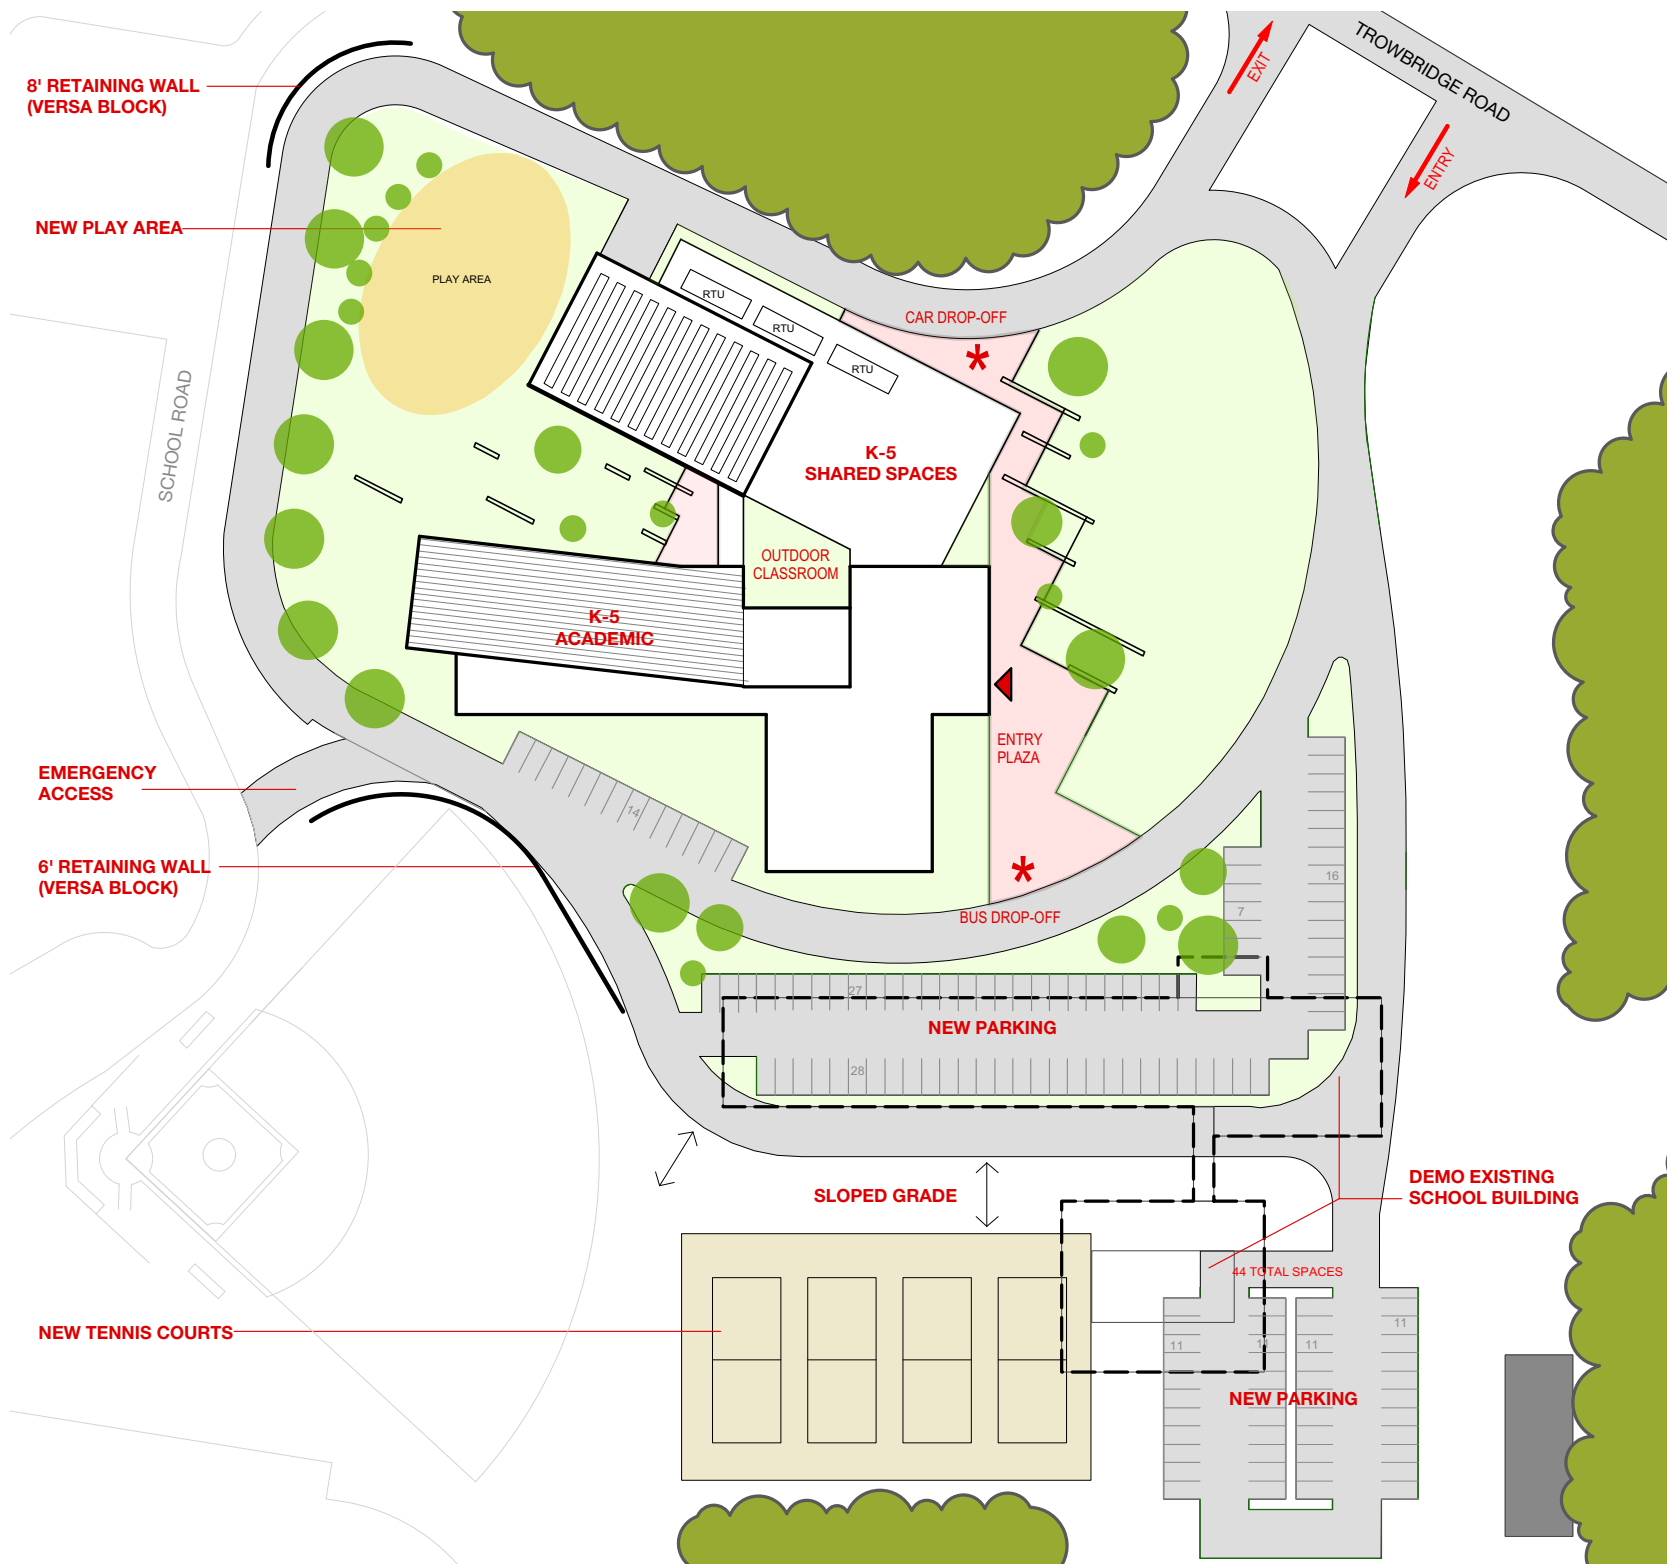 TROWBRIDGE ROAD
EXIT
ENTRY
8' RETAINING WALL
(VERSA BLOCK)
NEW PLAY AREA
PLAY AREA
RTU
RTU
RTU
CAR DROP-OFF
*
SCHOOL ROAD
K-5
SHARED SPACES
OUTDOOR
CLASSROOM
K-5
ACADEMIC
ENTRY
PLAZA
EMERGENCY
ACCESS
14
6' RETAINING WALL
(VERSA BLOCK)
*
BUS DROP-OFF
16
7
27
NEW PARKING
28
SLOPED GRADE
DEMO EXISTING
SCHOOL BUILDING
44 TOTAL SPACES
NEW TENNIS COURTS
11
11
11
11
NEW PARKING